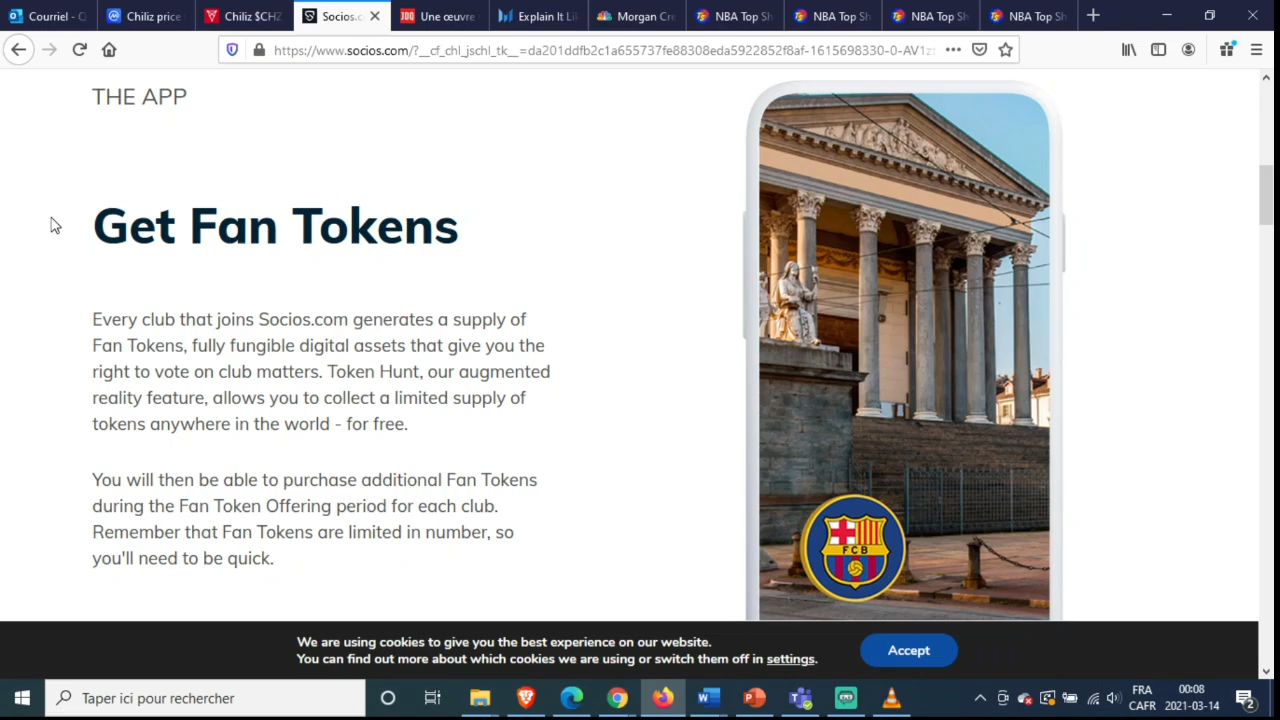 Courriel - O
Chiliz price
Chiliz $CHZ
Socios.c
Une œuvre
Explain It Li
Morgan Cre
NBA Top Sh
NBA Top Sh
NBA Top Sh
NBA Top Sh
https://www.socios.com/?__cf_chl_jschl_tk__=da201ddfb2c1a655737fe88308eda5922852f8af-1615698330-0-AV1z
THE APP
Get Fan Tokens
Every club that joins Socios.com generates a supply of
Fan Tokens, fully fungible digital assets that give you the
right to vote on club matters. Token Hunt, our augmented
reality feature, allows you to collect a limited supply of
tokens anywhere in the world - for free.
You will then be able to purchase additional Fan Tokens
during the Fan Token Offering period for each club.
Remember that Fan Tokens are limited in number, so
you'll need to be quick.
FCB
We are using cookies to give you the best experience on our website.
You can find out more about which cookies we are using or switch them off in settings.
Accept
Taper ici pour rechercher
FRA
CAFR
00:08
2021-03-14
2